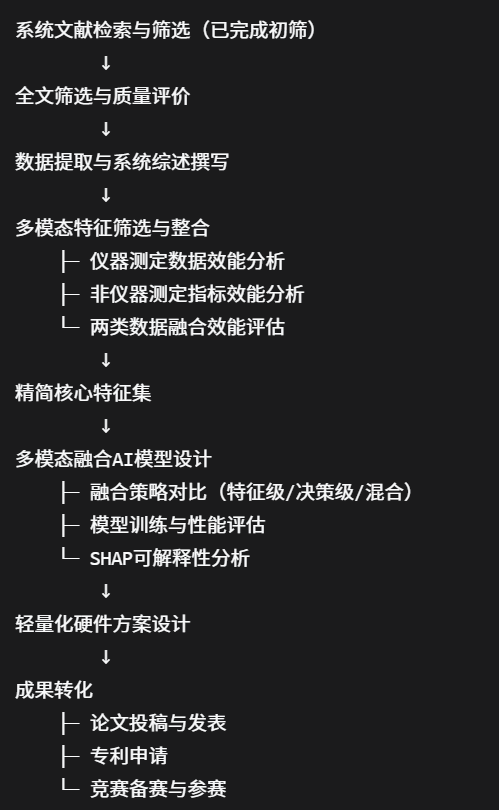 系统文献检索与筛选（已完成初筛）
↓
全文筛选与质量评价
↓
数据提取与系统综述撰写
↓
多模态特征筛选与整合
├─ 仪器测定数据效能分析
├─ 非仪器测定指标效能分析
└─ 两类数据融合效能评估
↓
精简核心特征集
↓
多模态融合AI模型设计
├─ 融合策略对比（特征级/决策级/混合）
├─ 模型训练与性能评估
└─ SHAP可解释性分析
↓
轻量化硬件方案设计
↓
成果转化
├─ 论文投稿与发表
├─ 专利申请
└─ 竞赛备赛与参赛